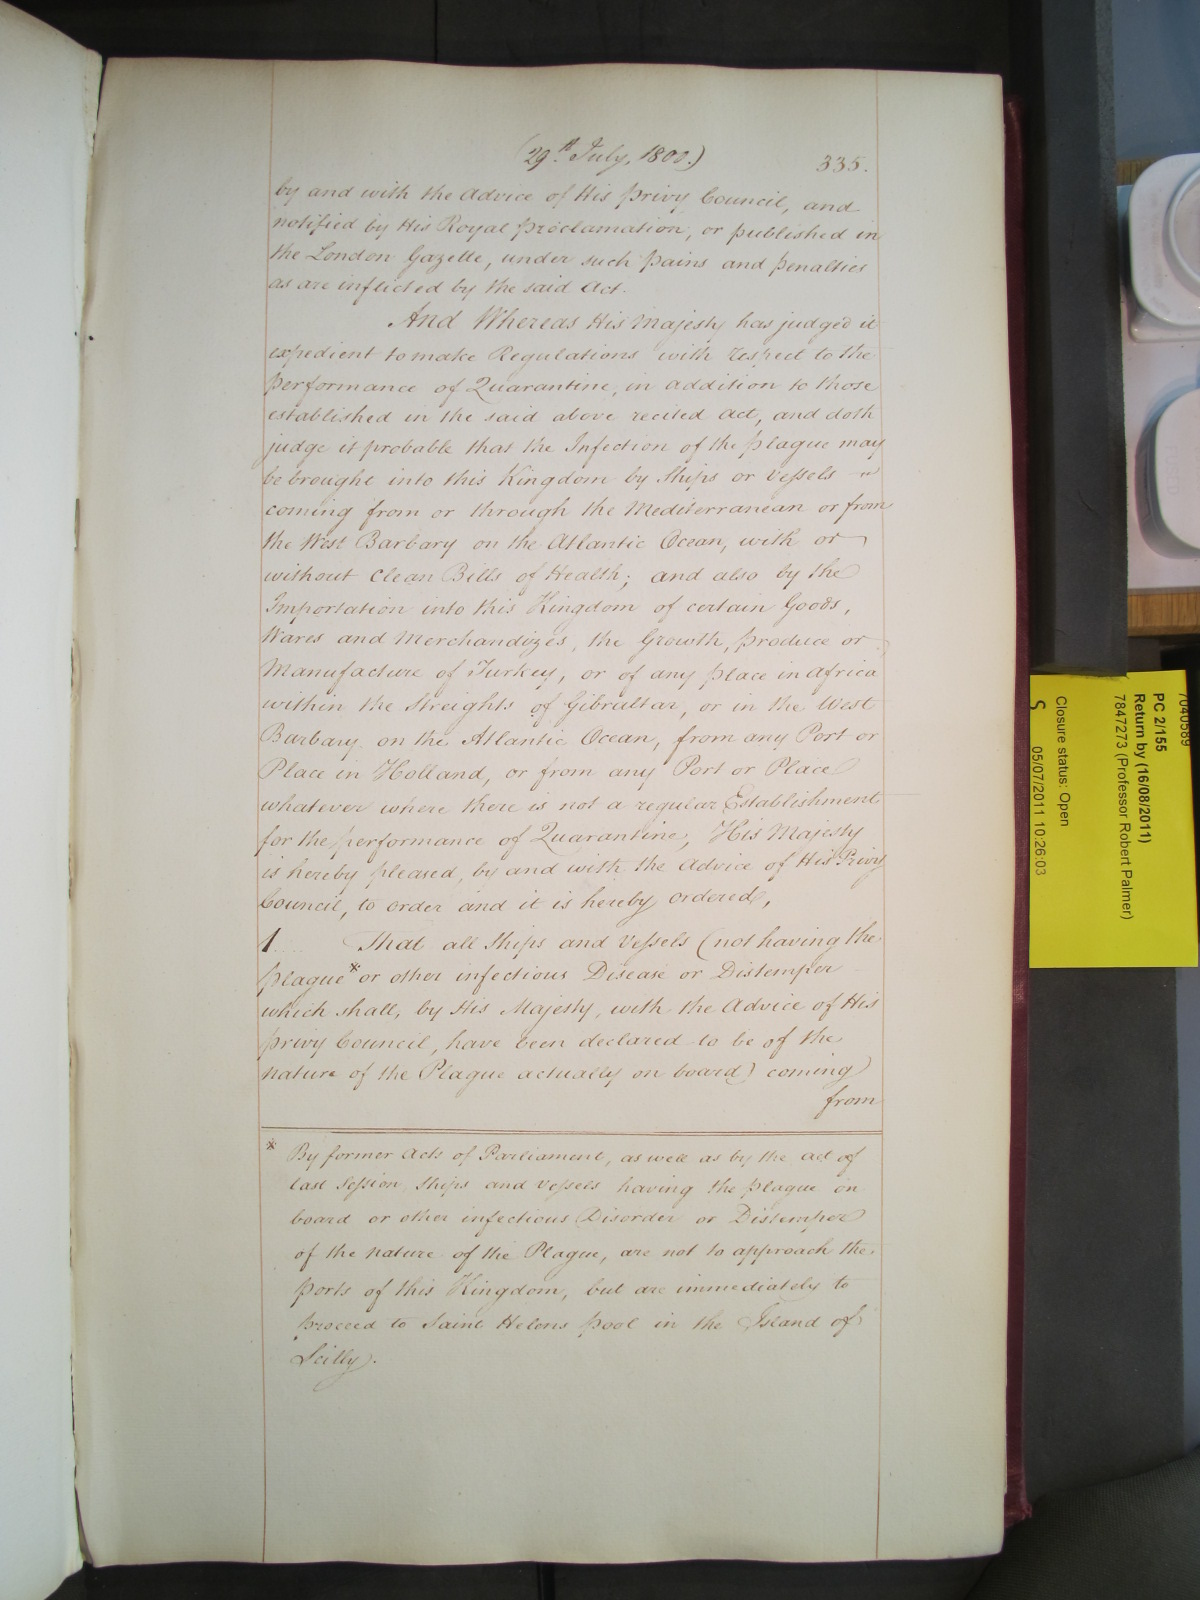 (29th July, 1800.) 335.
by and with the Advice of His Privy Council, and
notified by His Royal Proclamation, or published in
the London Gazette, under such Pains and Penalties
as are inflicted by the said Act.
And Whereas His Majesty has judged it
expedient to make Regulations with respect to the
Performance of Quarantine, in addition to those
established in the said above recited Act, and doth
judge it probable that the Infection of the Plague may
be brought into this Kingdom by Ships or Vessels
coming from or through the Mediterranean or from
the West Barbary on the Atlantic Ocean, with or
without Clean Bills of Health; and also by the
Importation into this Kingdom of certain Goods,
Wares and Merchandizes, the Growth, Produce or
Manufacture of Turkey, or of any place in Africa
within the Streights of Gibraltar, or in the West
Barbary on the Atlantic Ocean, from any Port or
Place in Holland, or from any Port or Place
whatever where there is not a regular Establishment
for the performance of Quarantine, His Majesty
is hereby pleased, by and with the Advice of His Privy
Council, to order and it is hereby ordered,
1. That all Ships and Vessels (not having the
Plague* or other infectious Disease or Distemper
which shall, by His Majesty, with the Advice of His
Privy Council, have been declared to be of the
nature of the Plague actually on board) coming
from
* By former Acts of Parliament, as well as by the act of
last Session Ships and Vessels having the Plague on
board or other infectious Disorder or Distemper
of the nature of the Plague, are not to approach the
Ports of this Kingdom, but are immediately to
proceed to Saint Helens Pool in the Island of
Scilly.
7040589
PC 2/155
Return by (16/08/2011)
7847273 (Professor Robert Palmer)
Closure status: Open
S 05/07/2011 10:26:03